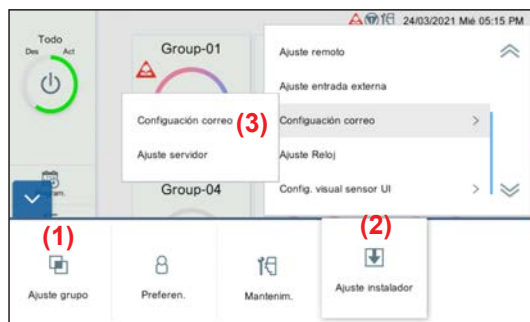 24/03/2021 Mié 05:15 PM
Todo
Des Act
Group-01
Ajuste remoto
Ajuste entrada externa
Configuación correo (3)
Configuación correo
Ajuste servidor
Ajuste Reloj
Group-04
Config. visual sensor UI
(1)
(2)
Ajuste grupo
Preferen.
Mantenim.
Ajuste instalador